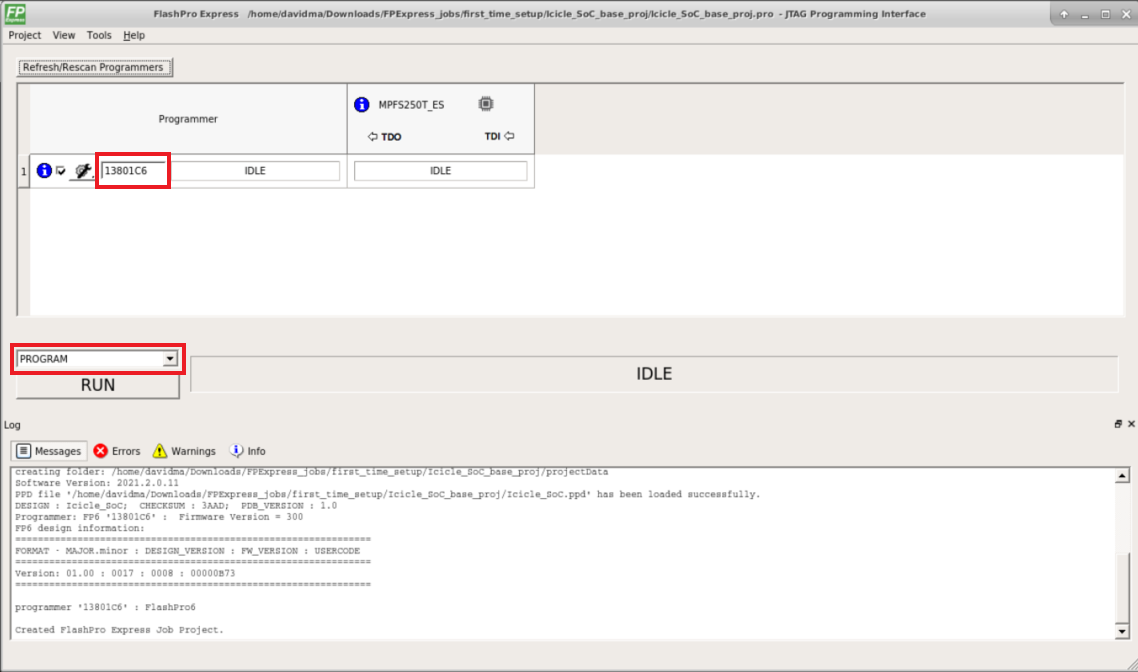 FP
FlashPro Express /home/davidma/Downloads/FPExpress_jobs/first_time_setup/Icicle_SoC_base_proj/Icicle_SoC_base_proj.pro - JTAG Programming Interface
Project View Tools Help
Refresh/Rescan Programmers
Programmer
MPFS250T_ES
TDO TDI
1 13801C6 IDLE IDLE
PROGRAM
RUN
IDLE
Log
Messages Errors Warnings Info
creating folder: /home/davidma/Downloads/FPExpress_jobs/first_time_setup/Icicle_SoC_base_proj/projectData
Software Version: 2021.2.0.11
PPD file '/home/davidma/Downloads/FPExpress_jobs/first_time_setup/Icicle_SoC_base_proj/Icicle_SoC.ppd' has been loaded successfully.
DESIGN : Icicle_SoC; CHECKSUM : 3AAD; PDB_VERSION : 1.0
Programmer: FP6 '13801C6' : Firmware Version = 300
FP6 design information:
===============================================================
FORMAT - MAJOR.minor : DESIGN_VERSION : FW_VERSION : USERCODE
===============================================================
Version: 01.00 : 0017 : 0008 : 00000B73
===============================================================
programmer '13801C6' : FlashPro6
Created FlashPro Express Job Project.